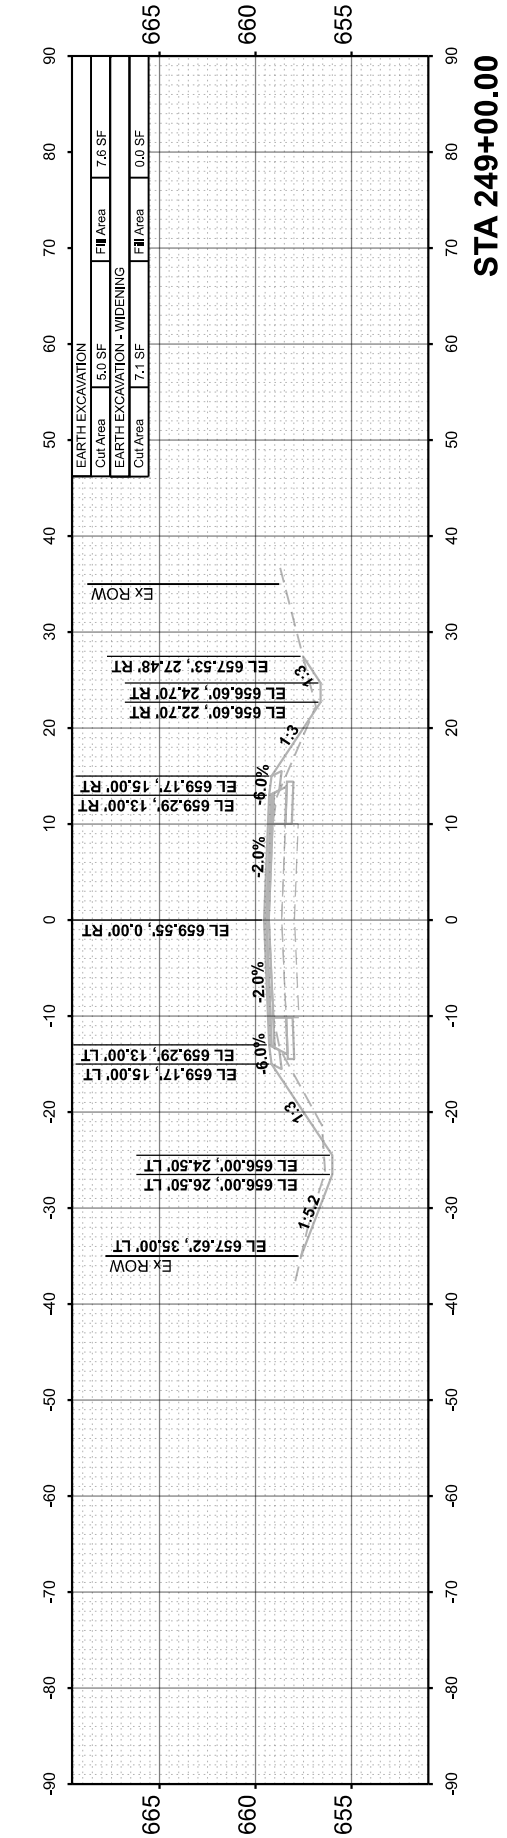 STA 249+00.00
EARTH EXCAVATION
Cut Area 5.0 SF Fill Area 7.6 SF
EARTH EXCAVATION - WIDENING
Cut Area 7.1 SF Fill Area 0.0 SF
-90 -80 -70 -60 -50 -40 -30 -20 -10 0 10 20 30 40 50 60 70 80 90
665 665
660 660
655 655
Ex ROW
EL 657.62', 35.00' LT
EL 656.00', 26.50' LT
EL 656.00', 24.50' LT
EL 659.17', 15.00' LT
EL 659.29', 13.00' LT
EL 659.55', 0.00' RT
EL 659.29', 13.00' RT
EL 659.17', 15.00' RT
EL 656.60', 22.70' RT
EL 656.60', 24.70' RT
EL 657.53', 27.48' RT
Ex ROW
1:5.2
1:3
-6.0%
-2.0%
-2.0%
-6.0%
1:3
1:3
-90 -80 -70 -60 -50 -40 -30 -20 -10 0 10 20 30 40 50 60 70 80 90